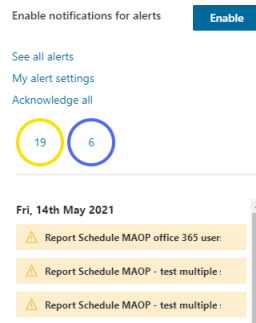 Enable notifications for alerts Enable
See all alerts
My alert settings
Acknowledge all
19 6
Fri, 14th May 2021
Report Schedule MAOP office 365 user
Report Schedule MAOP - test multiple
Report Schedule MAOP - test multiple